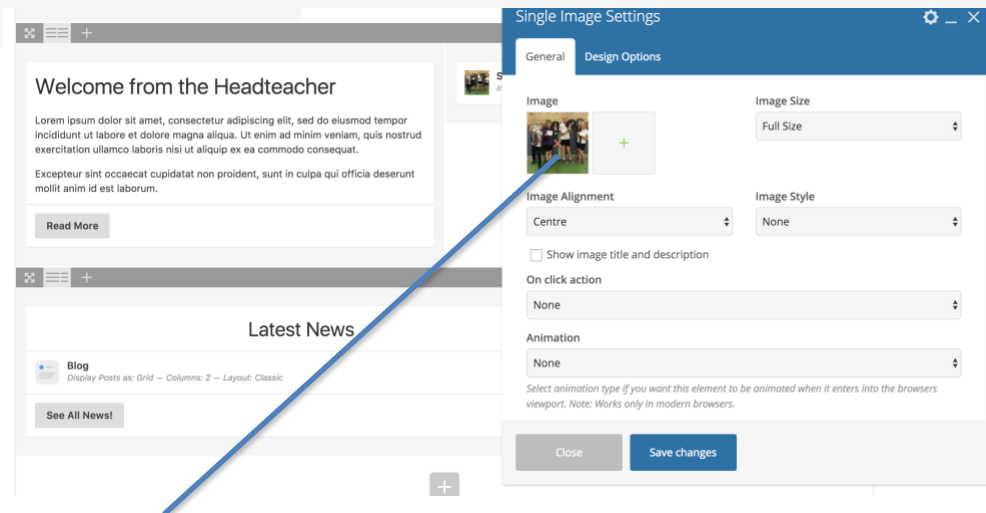 Single Image Settings
General
Design Options
Welcome from the Headteacher
Lorem ipsum dolor sit amet, consectetur adipiscing elit, sed do eiusmod tempor
incididunt ut labore et dolore magna aliqua. Ut enim ad minim veniam, quis nostrud
exercitation ullamco laboris nisi ut aliquip ex ea commodo consequat.
Excepteur sint occaecat cupidatat non proident, sunt in culpa qui officia deserunt
mollit anim id est laborum.
Read More
Latest News
Blog
Display Posts as: Grid – Columns: 2 – Layout: Classic
See All News!
Image
Image Size
Full Size
Image Alignment
Image Style
Centre
None
Show image title and description
On click action
None
Animation
None
Select animation type if you want this element to be animated when it enters into the browsers
viewport. Note: Works only in modern browsers.
Close
Save changes